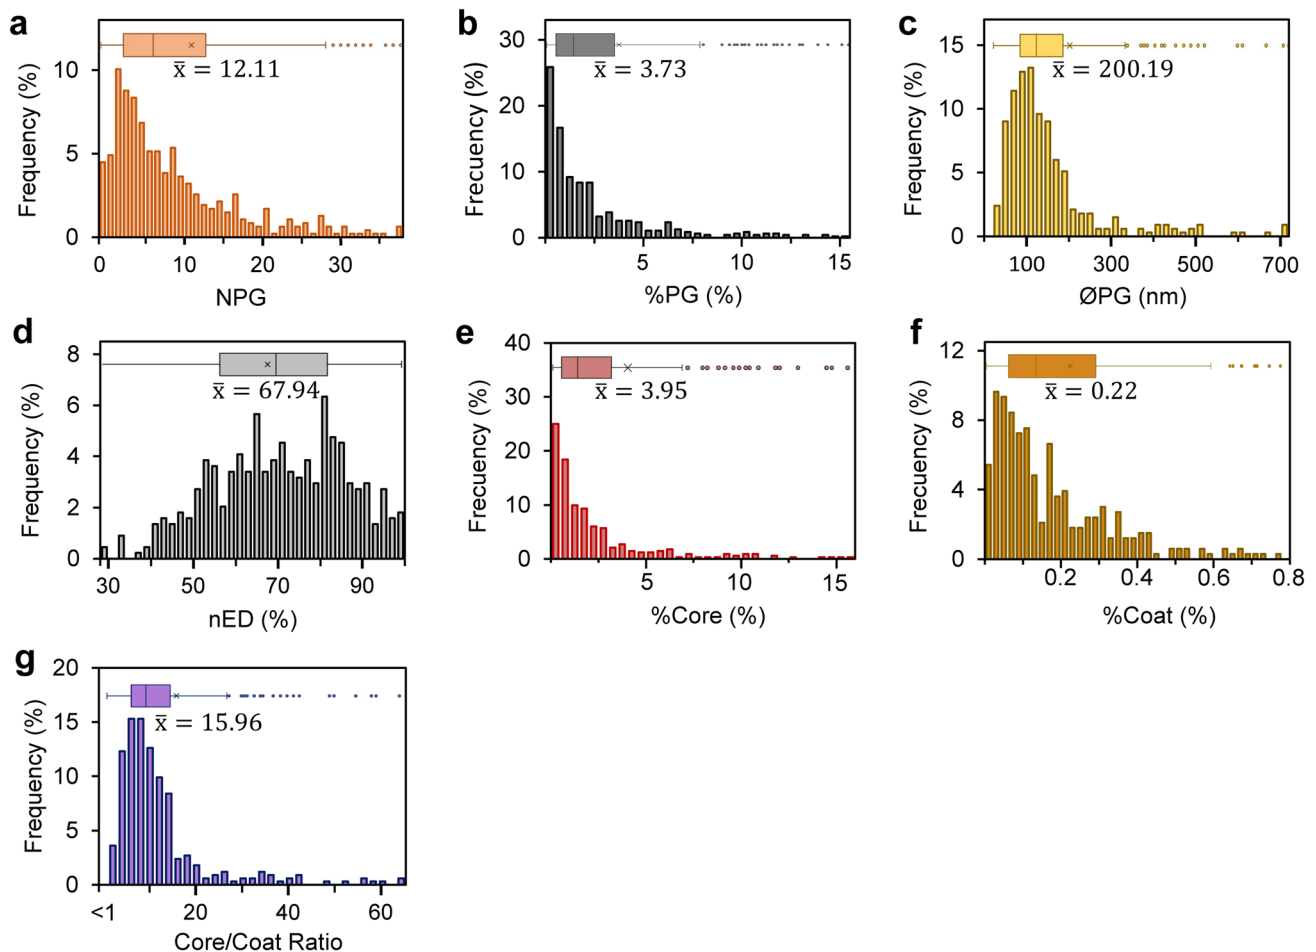 a
x̅ = 12.11
Frequency (%)
10
5
0
0 10 20 30
NPG
b
x̅ = 3.73
Frecuency (%)
30
20
10
0
5 10 15
%PG (%)
c
x̅ = 200.19
Frequency (%)
15
10
5
0
100 300 500 700
ØPG (nm)
d
x̅ = 67.94
Frequency (%)
8
6
4
2
0
30 50 70 90
nED (%)
e
x̅ = 3.95
Frecuency (%)
40
30
20
10
0
5 10 15
%Core (%)
f
x̅ = 0.22
Frecuency (%)
12
8
4
0
0.2 0.4 0.6 0.8
%Coat (%)
g
x̅ = 15.96
Frequency (%)
20
15
10
5
0
<1 20 40 60
Core/Coat Ratio